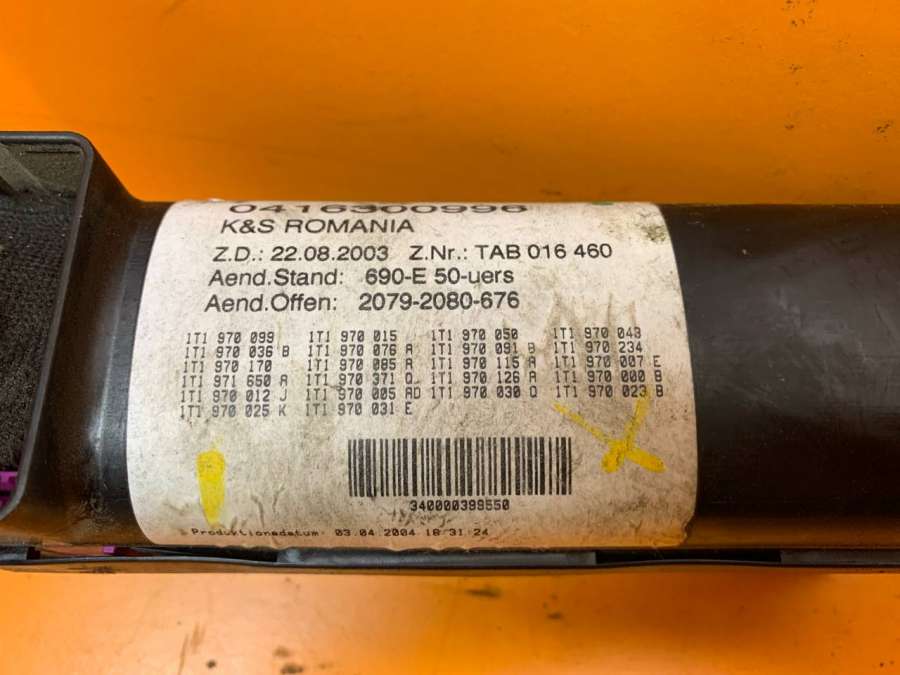 0416300996
K&S ROMANIA
Z.D.: 22.08.2003 Z.Nr.: TAB 016 460
Aend.Stand: 690-E 50-uers
Aend.Offen: 2079-2080-676
1T1 970 099 1T1 970 015 1T1 970 050 1T1 970 043
1T1 970 036 B 1T1 970 076 A 1T1 970 091 B 1T1 970 234
1T1 970 170 1T1 970 085 A 1T1 970 115 A 1T1 970 007 E
1T1 971 650 A 1T1 970 371 Q 1T1 970 126 A 1T1 970 000 B
1T1 970 012 J 1T1 970 005 AD 1T1 970 030 Q 1T1 970 023 B
1T1 970 025 K 1T1 970 031 E
340000399550
Produktionsdatum: 03.04.2004 18:31:24